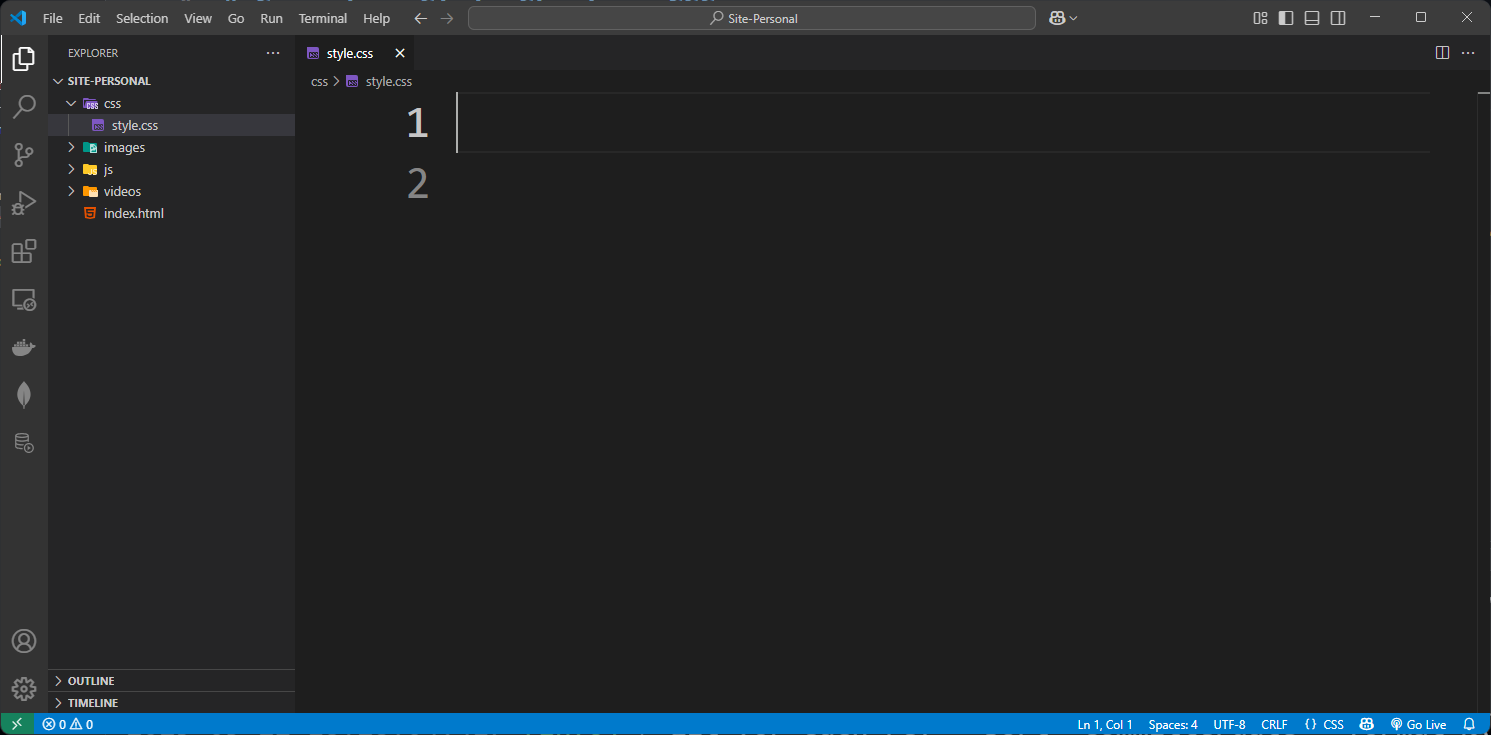 File Edit Selection View Go Run Terminal Help Site-Personal
EXPLORER
style.css
SITE-PERSONAL
css
style.css
images
js
videos
index.html
css style.css
1
2
OUTLINE
TIMELINE
0 0 Ln 1, Col 1 Spaces: 4 UTF-8 CRLF {} CSS Go Live